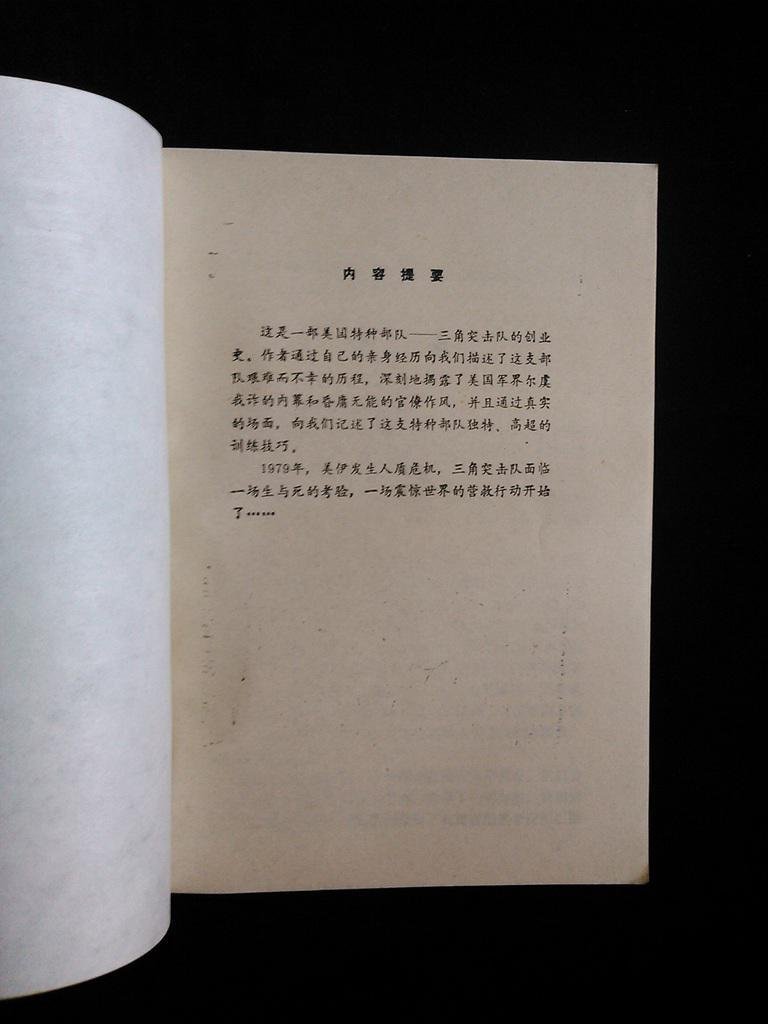 内容提要
这是一部美国特种部队——三角突击队的创业
史。作者通过自己的亲身经历向我们描述了这支部
队艰难而不幸的历程，深刻地揭露了美国军界尔虞
我诈的内幕和昏庸无能的官僚作风，并且通过真实
的场面，向我们记述了这支特种部队独特、高超的
训练技巧。
1979年，美伊发生人质危机，三角突击队面临
一场生与死的考验，一场震惊世界的营救行动开始
了……